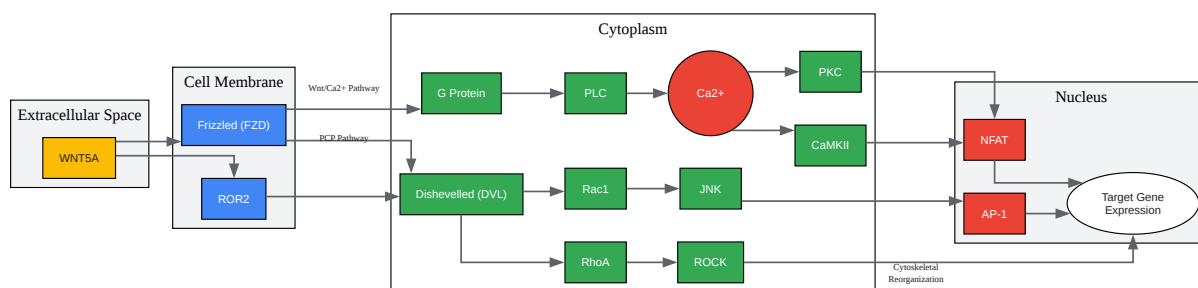 Extracellular Space
WNT5A
Cell Membrane
Frizzled (FZD)
ROR2
Wnt/Ca2+ Pathway
PCP Pathway
Cytoplasm
G Protein
PLC
Ca2+
PKC
CaMKII
Dishevelled (DVL)
Rac1
JNK
RhoA
ROCK
Cytoskeletal
Reorganization
Nucleus
NFAT
AP-1
Target Gene
Expression